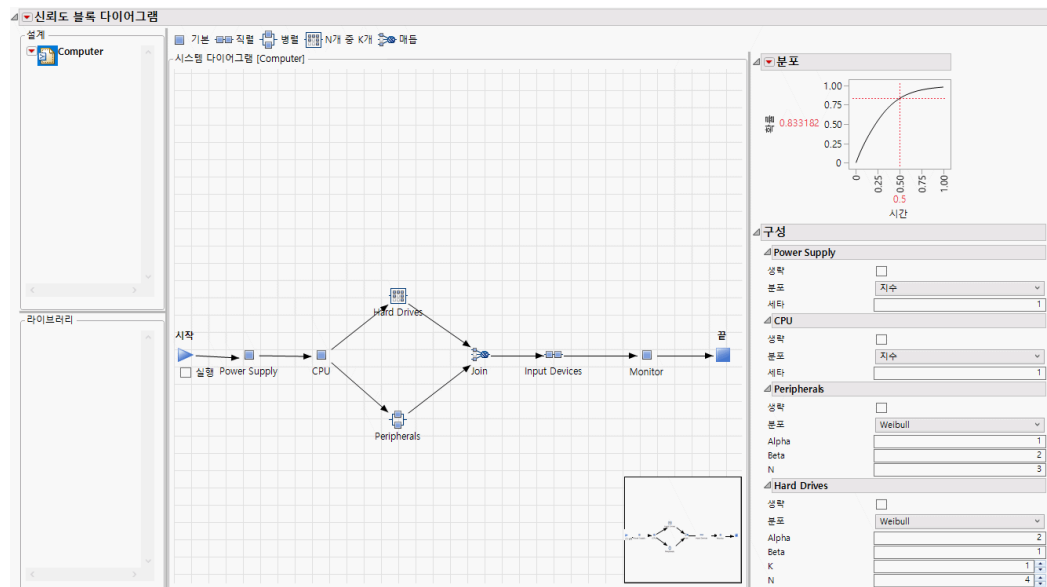 신뢰도 블록 다이어그램
설계
Computer
기본 직렬 병렬 N개 중 K개 매듭
시스템 다이어그램 [Computer]
라이브러리
시작
실행
Power Supply
CPU
Hard Drives
Peripherals
Join
Input Devices
Monitor
끝
분포
1.00
0.75
확률 0.833182 0.50
0.25
0
0 0.25 0.50 0.75 1.00
0.5
시간
구성
Power Supply
생략
분포 지수
세타 1
CPU
생략
분포 지수
세타 1
Peripherals
생략
분포 Weibull
Alpha 1
Beta 2
N 3
Hard Drives
생략
분포 Weibull
Alpha 2
Beta 1
K 1
N 4